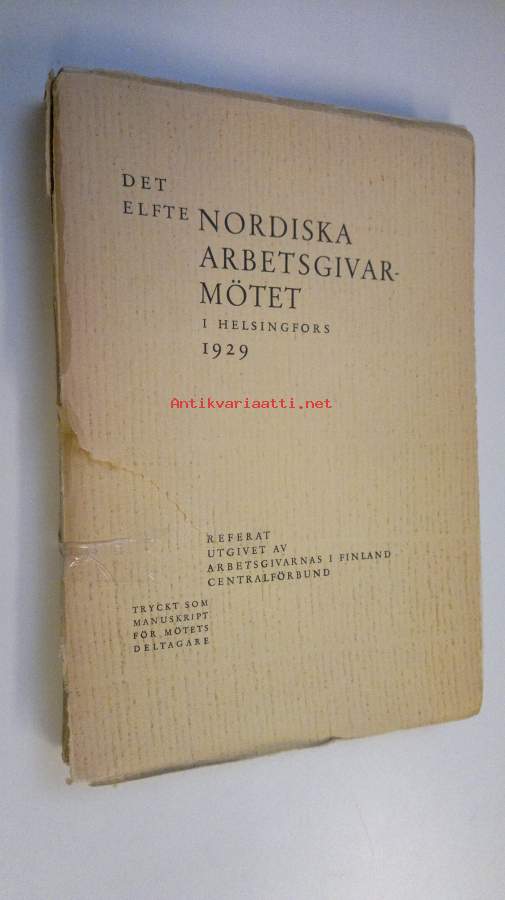 DET
ELFTE NORDISKA
ARBETSGIVAR-
MÖTET
I HELSINGFORS
1929
Antikvariaatti.net
REFERAT
UTGIVET AV
ARBETSGIVARNAS I FINLAND
CENTRALFÖRBUND
TRYCKT SOM
MANUSKRIPT
FÖR MÖTETS
DELTAGARE